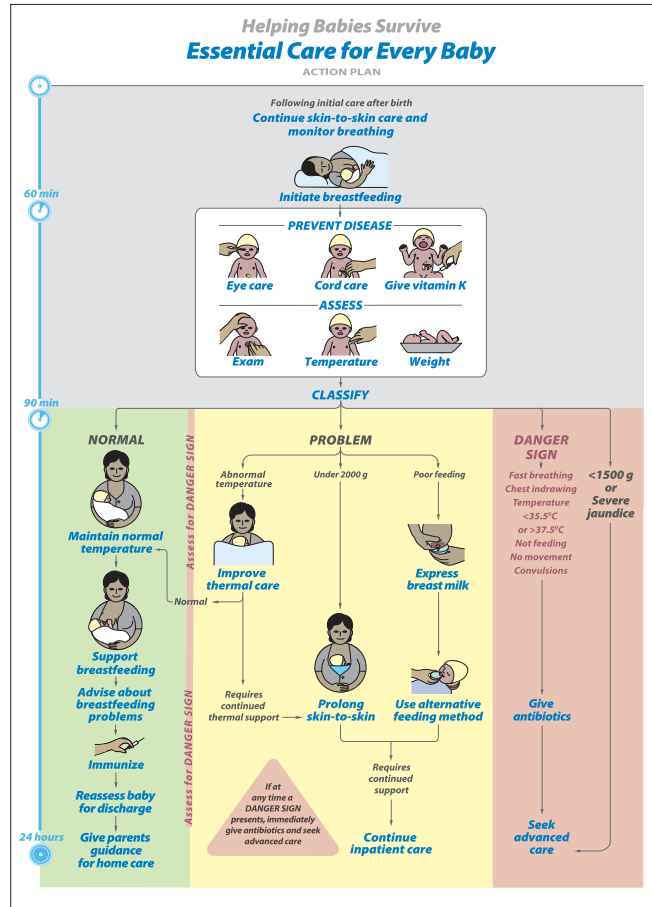 Helping Babies Survive
Essential Care for Every Baby
ACTION PLAN
Following initial care after birth
Continue skin-to-skin care and
monitor breathing
Initiate breastfeeding
60 min
PREVENT DISEASE
Eye care
Cord care
Give vitamin K
ASSESS
Exam
Temperature
Weight
CLASSIFY
90 min
NORMAL
Maintain normal
temperature
Support
breastfeeding
Advise about
breastfeeding
problems
Immunize
Reassess baby
for discharge
Give parents
guidance
for home care
24 hours
Assess for DANGER SIGN
Assess for DANGER SIGN
PROBLEM
Abnormal
temperature
Improve
thermal care
Normal
Requires
continued
thermal support
Under 2000 g
Prolong
skin-to-skin
Poor feeding
Express
breast milk
Use alternative
feeding method
Requires
continued
support
Continue
inpatient care
If at
any time a
DANGER SIGN
presents, immediately
give antibiotics and seek
advanced care
DANGER
SIGN
Fast breathing
Chest indrawing
Temperature
<35.5⁰C
or >37.5⁰C
Not feeding
No movement
Convulsions
Give
antibiotics
Seek
advanced
care
<1500 g
or
Severe
jaundice